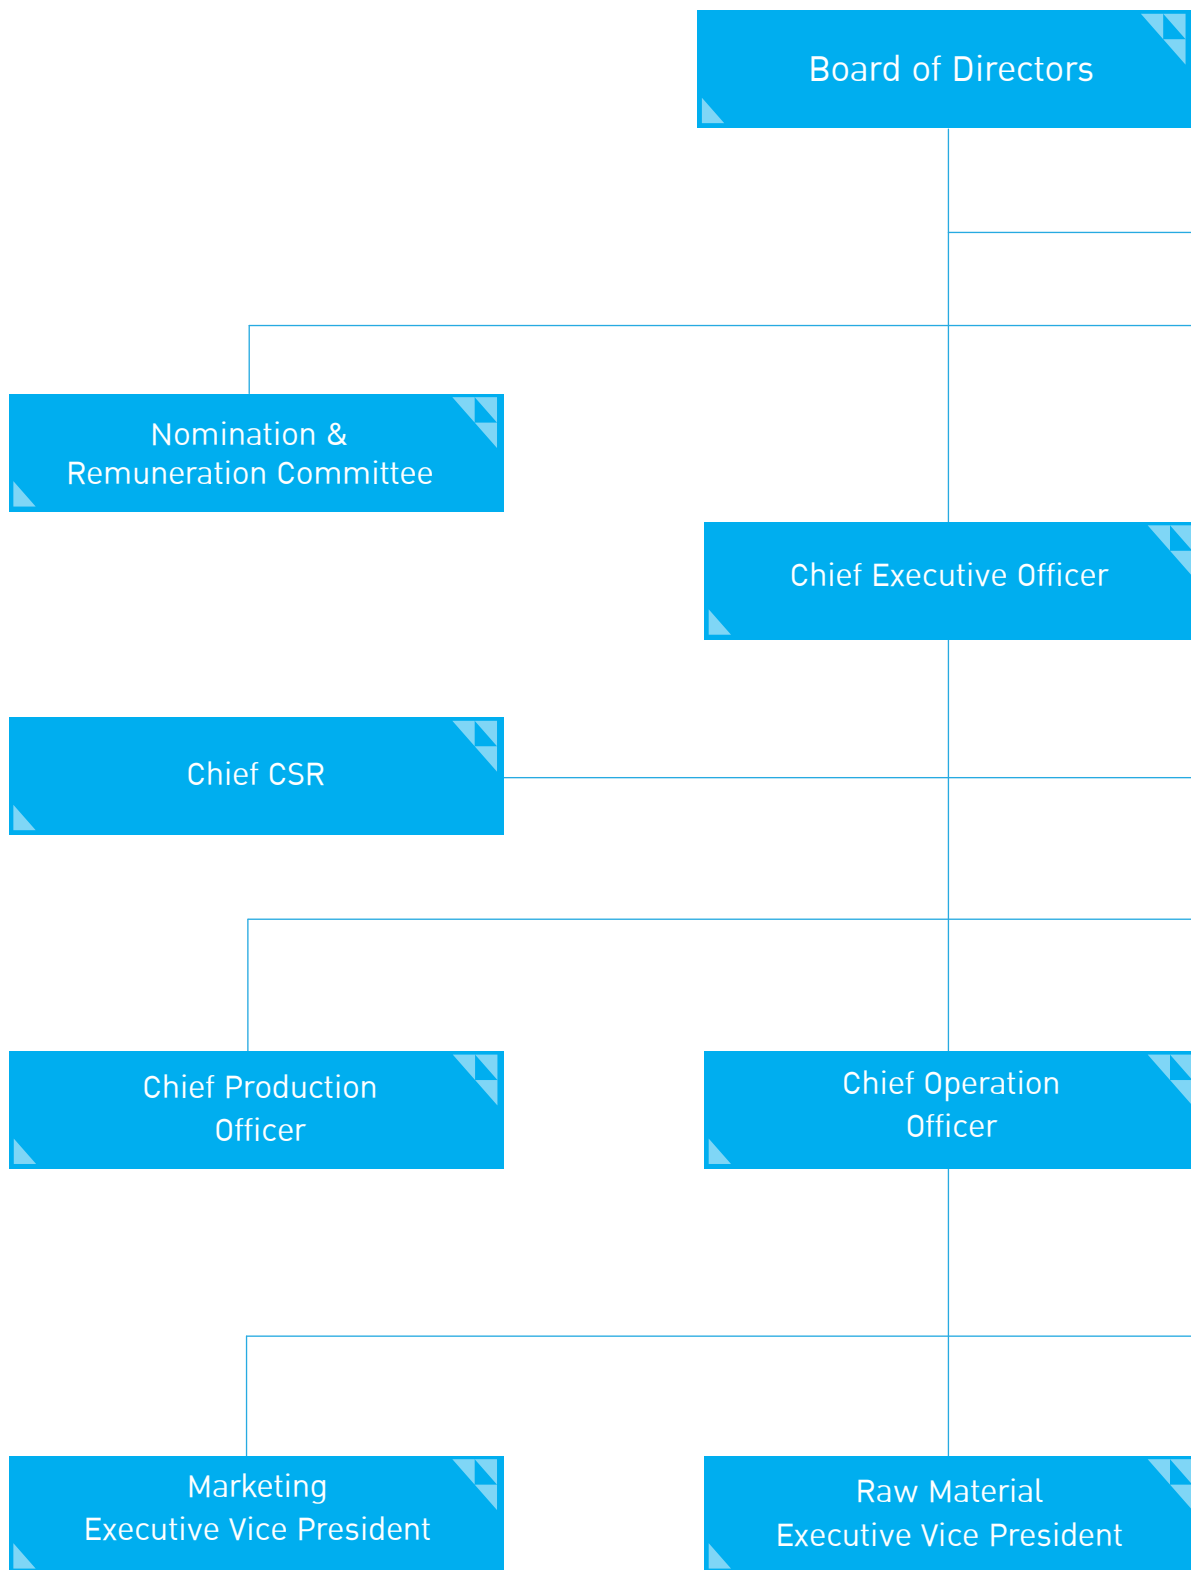 Board of Directors
Nomination &
Remuneration Committee
Chief Executive Officer
Chief CSR
Chief Production
Officer
Chief Operation
Officer
Marketing
Executive Vice President
Raw Material
Executive Vice President